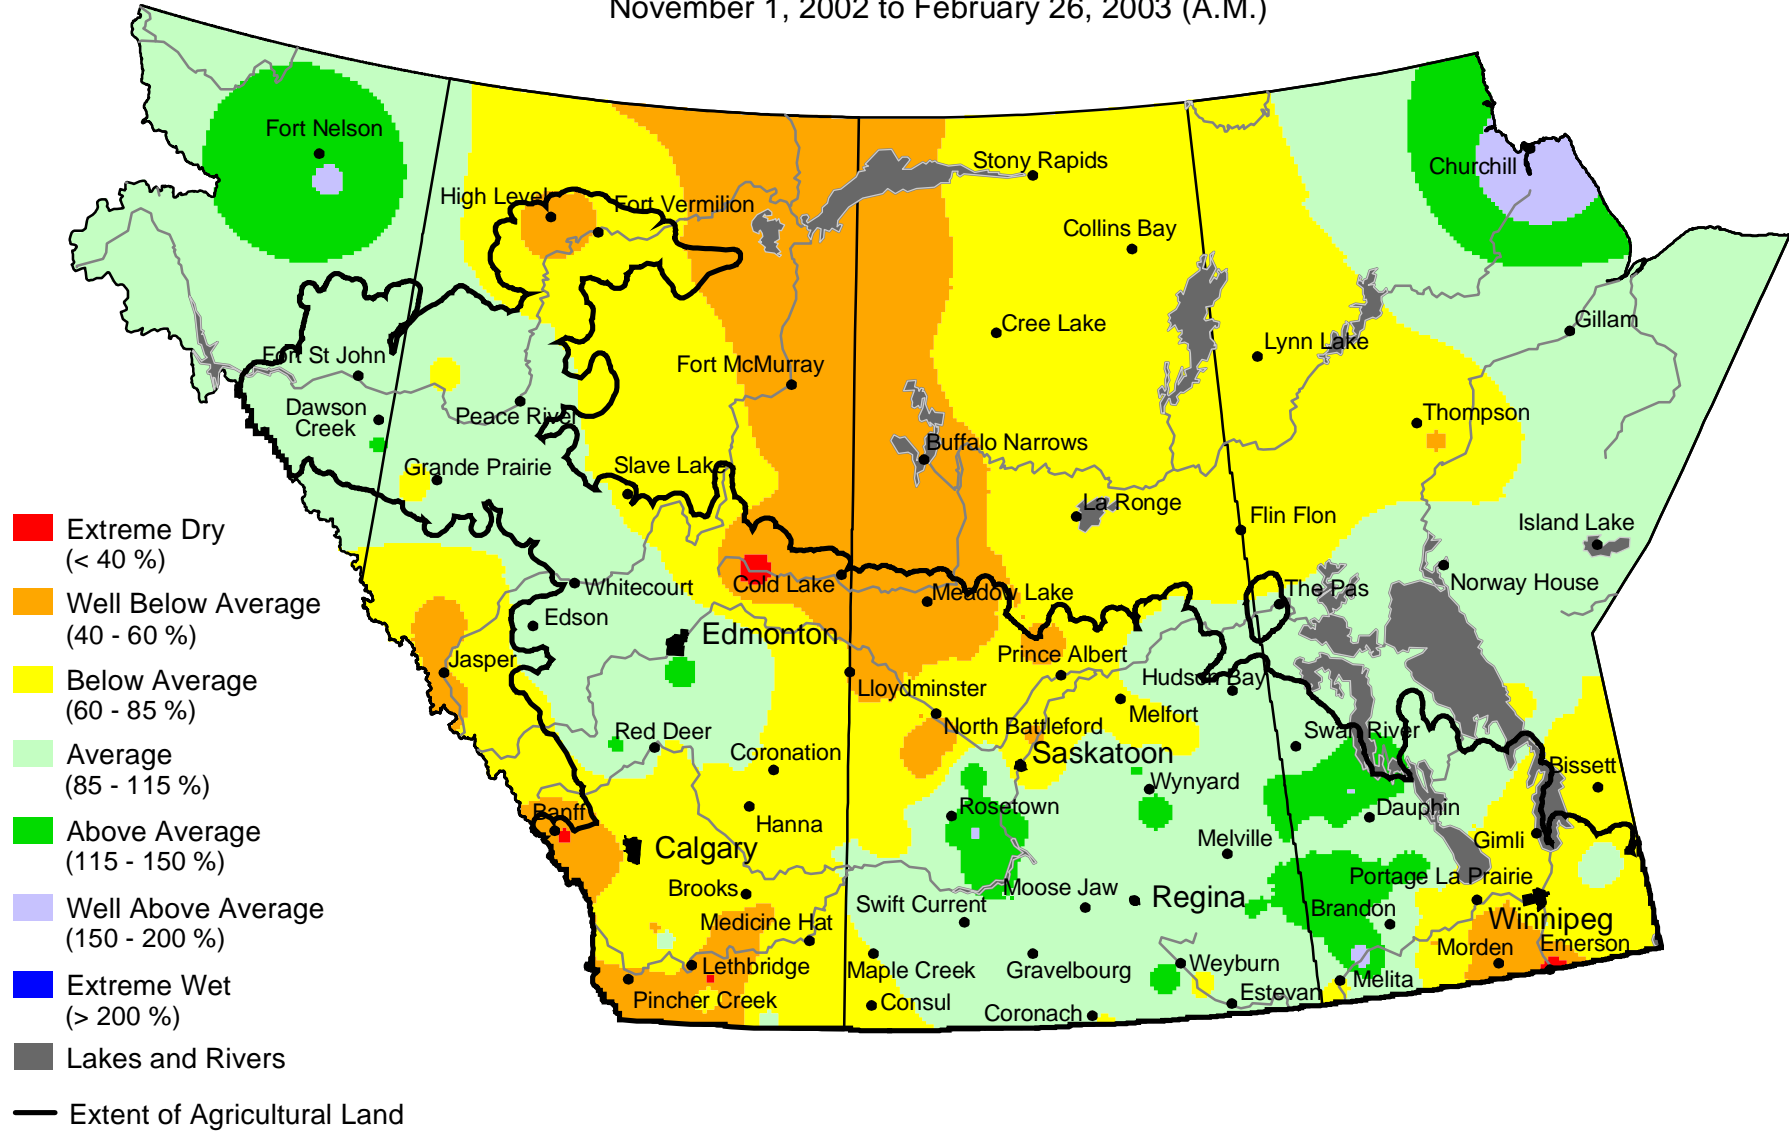 November 1, 2002 to February 26, 2003 (A.M.)
Fort Nelson
High Level
Fort Vermilion
Stony Rapids
Churchill
Collins Bay
Cree Lake
Gillam
Lynn Lake
Fort St John
Fort McMurray
Dawson
Creek
Peace River
Thompson
Buffalo Narrows
Grande Prairie
Slave Lake
La Ronge
Flin Flon
Island Lake
Whitecourt
Cold Lake
Meadow Lake
The Pas
Norway House
Edson
Edmonton
Jasper
Prince Albert
Hudson Bay
Lloydminster
Melfort
North Battleford
Red Deer
Coronation
Saskatoon
Swan River
Bissett
Wynyard
Banff
Hanna
Rosetown
Dauphin
Calgary
Melville
Gimli
Brooks
Moose Jaw
Regina
Portage La Prairie
Medicine Hat
Swift Current
Brandon
Winnipeg
Lethbridge
Maple Creek
Gravelbourg
Weyburn
Morden
Emerson
Pincher Creek
Consul
Coronach
Estevan
Melita
Extreme Dry
(< 40 %)
Well Below Average
(40 - 60 %)
Below Average
(60 - 85 %)
Average
(85 - 115 %)
Above Average
(115 - 150 %)
Well Above Average
(150 - 200 %)
Extreme Wet
(> 200 %)
Lakes and Rivers
Extent of Agricultural Land